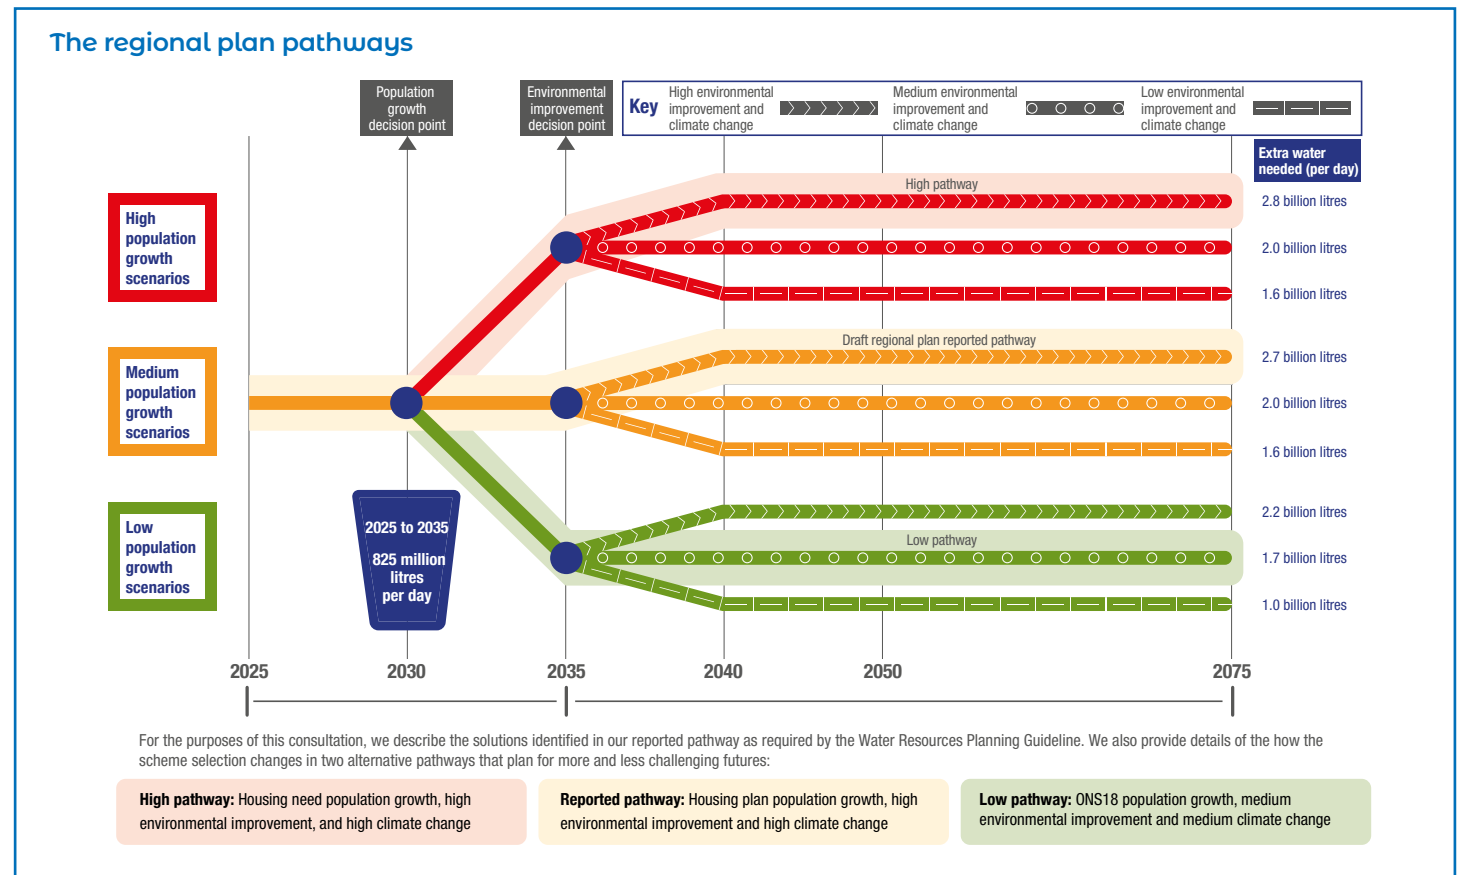 The regional plan pathways
Population
growth
decision point
Environmental
improvement
decision point
Key
High environmental
improvement and
climate change
Medium environmental
improvement and
climate change
Low environmental
improvement and
climate change
Extra water
needed (per day)
High
population
growth
scenarios
High pathway
2.8 billion litres
2.0 billion litres
1.6 billion litres
Medium
population
growth
scenarios
Draft regional plan reported pathway
2.7 billion litres
2.0 billion litres
1.6 billion litres
Low
population
growth
scenarios
2025 to 2035
825 million
litres
per day
Low pathway
2.2 billion litres
1.7 billion litres
1.0 billion litres
2025 2030 2035 2040 2050 2075
For the purposes of this consultation, we describe the solutions identified in our reported pathway as required by the Water Resources Planning Guideline. We also provide details of the how the
scheme selection changes in two alternative pathways that plan for more and less challenging futures:
High pathway: Housing need population growth, high
environmental improvement, and high climate change
Reported pathway: Housing plan population growth, high
environmental improvement and high climate change
Low pathway: ONS18 population growth, medium
environmental improvement and medium climate change